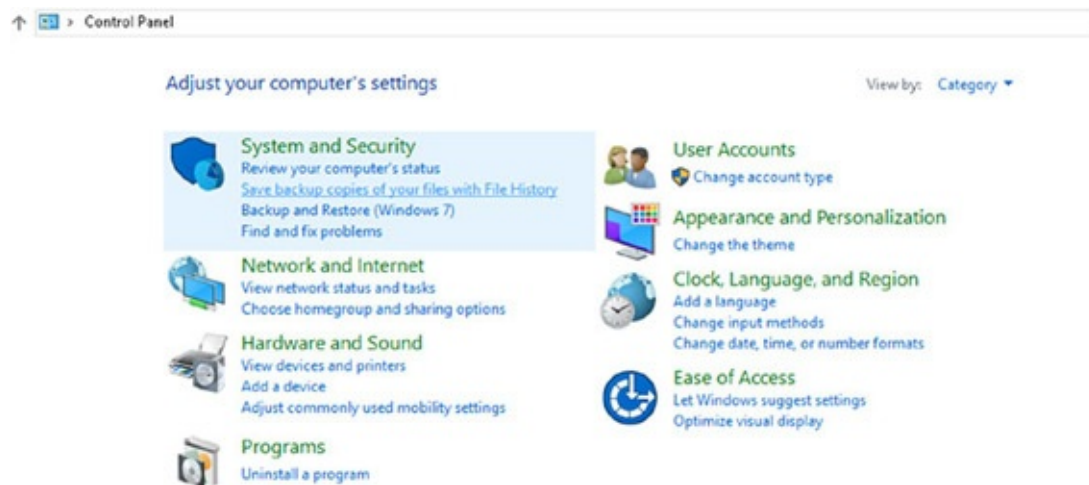 Control Panel
Adjust your computer's settings
View by: Category
System and Security
Review your computer's status
Save backup copies of your files with File History
Backup and Restore (Windows 7)
Find and fix problems
Network and Internet
View network status and tasks
Choose homegroup and sharing options
Hardware and Sound
View devices and printers
Add a device
Adjust commonly used mobility settings
Programs
Uninstall a program
User Accounts
Change account type
Appearance and Personalization
Change the theme
Clock, Language, and Region
Add a language
Change input methods
Change date, time, or number formats
Ease of Access
Let Windows suggest settings
Optimize visual display